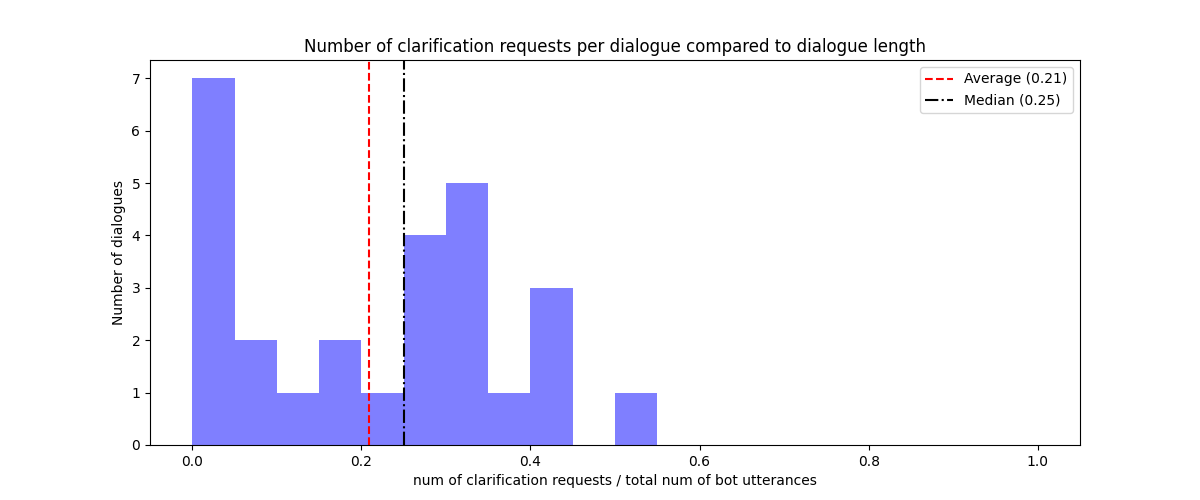 Number of clarification requests per dialogue compared to dialogue length
Average (0.21)
Median (0.25)
Number of dialogues
7
6
5
4
3
2
1
0
0.0 0.2 0.4 0.6 0.8 1.0
num of clarification requests / total num of bot utterances